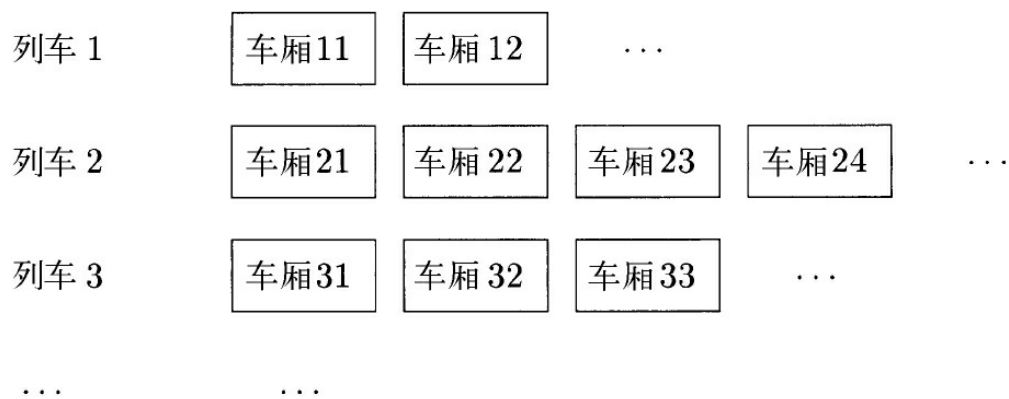 列车 1 车厢11 车厢 12 ···
列车 2 车厢21 车厢 22 车厢23 车厢24 ···
列车 3 车厢31 车厢 32 车厢33 ···
··· ···